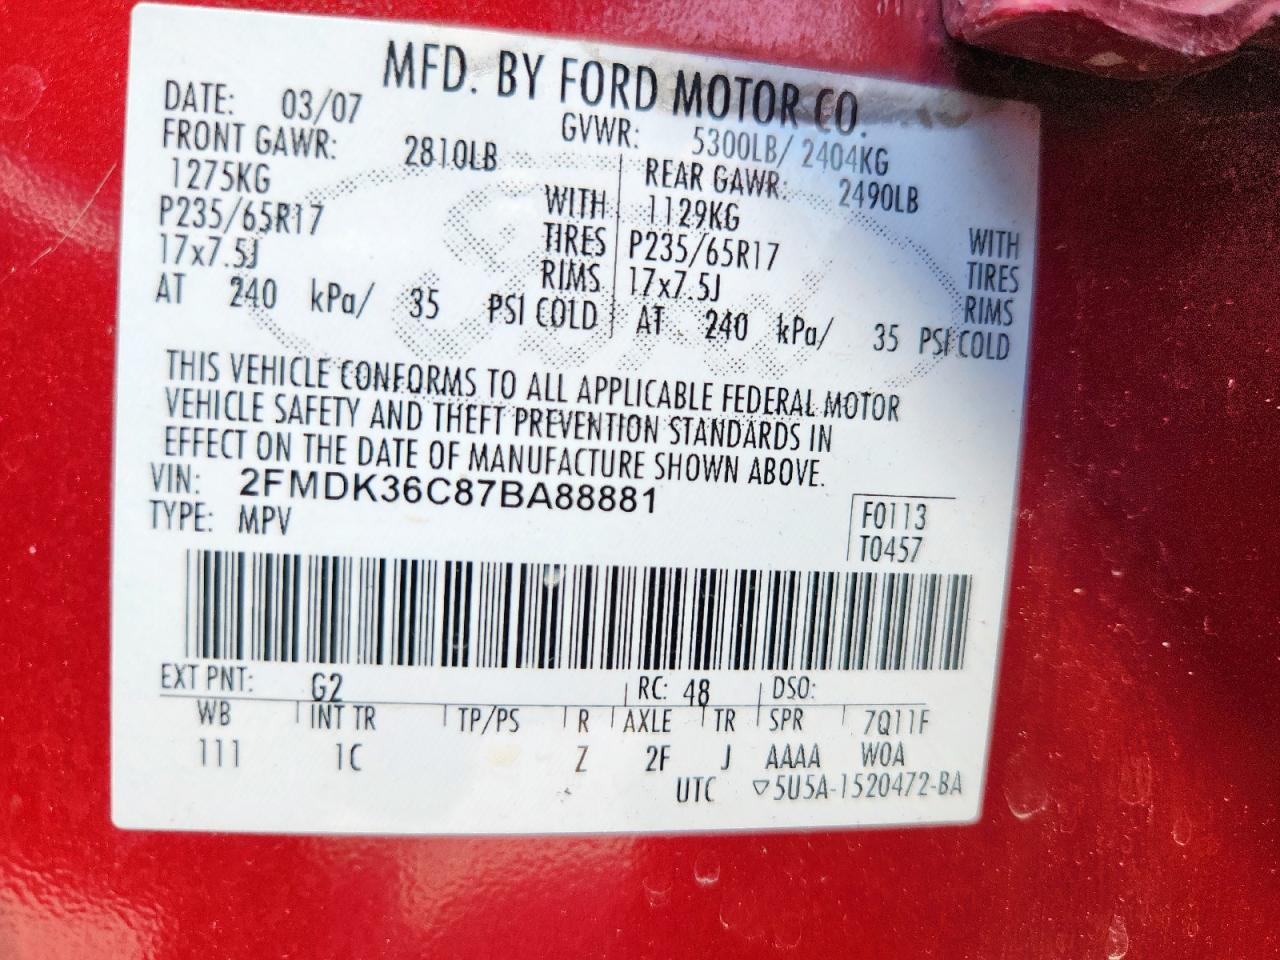 MFD. BY FORD MOTOR CO.
DATE: 03/07 GVWR: 5300LB/ 2404KG
FRONT GAWR: 2810LB REAR GAWR: 2490LB
1275KG WITH 1129KG WITH
P235/65R17 TIRES P235/65R17 TIRES
17x7.5J RIMS 17x7.5J RIMS
AT 240 kPa/ 35 PSI COLD AT 240 kPa/ 35 PSI COLD
THIS VEHICLE CONFORMS TO ALL APPLICABLE FEDERAL MOTOR
VEHICLE SAFETY AND THEFT PREVENTION STANDARDS IN
EFFECT ON THE DATE OF MANUFACTURE SHOWN ABOVE.
VIN: 2FMDK36C87BA88881
TYPE: MPV
F0113
T0457
EXT PNT: G2 RC: 48 DSO:
WB INT TR TP/PS R AXLE TR SPR 7Q11F
111 1C Z 2F J AAAA W0A
UTC ▽5U5A-1520472-BA